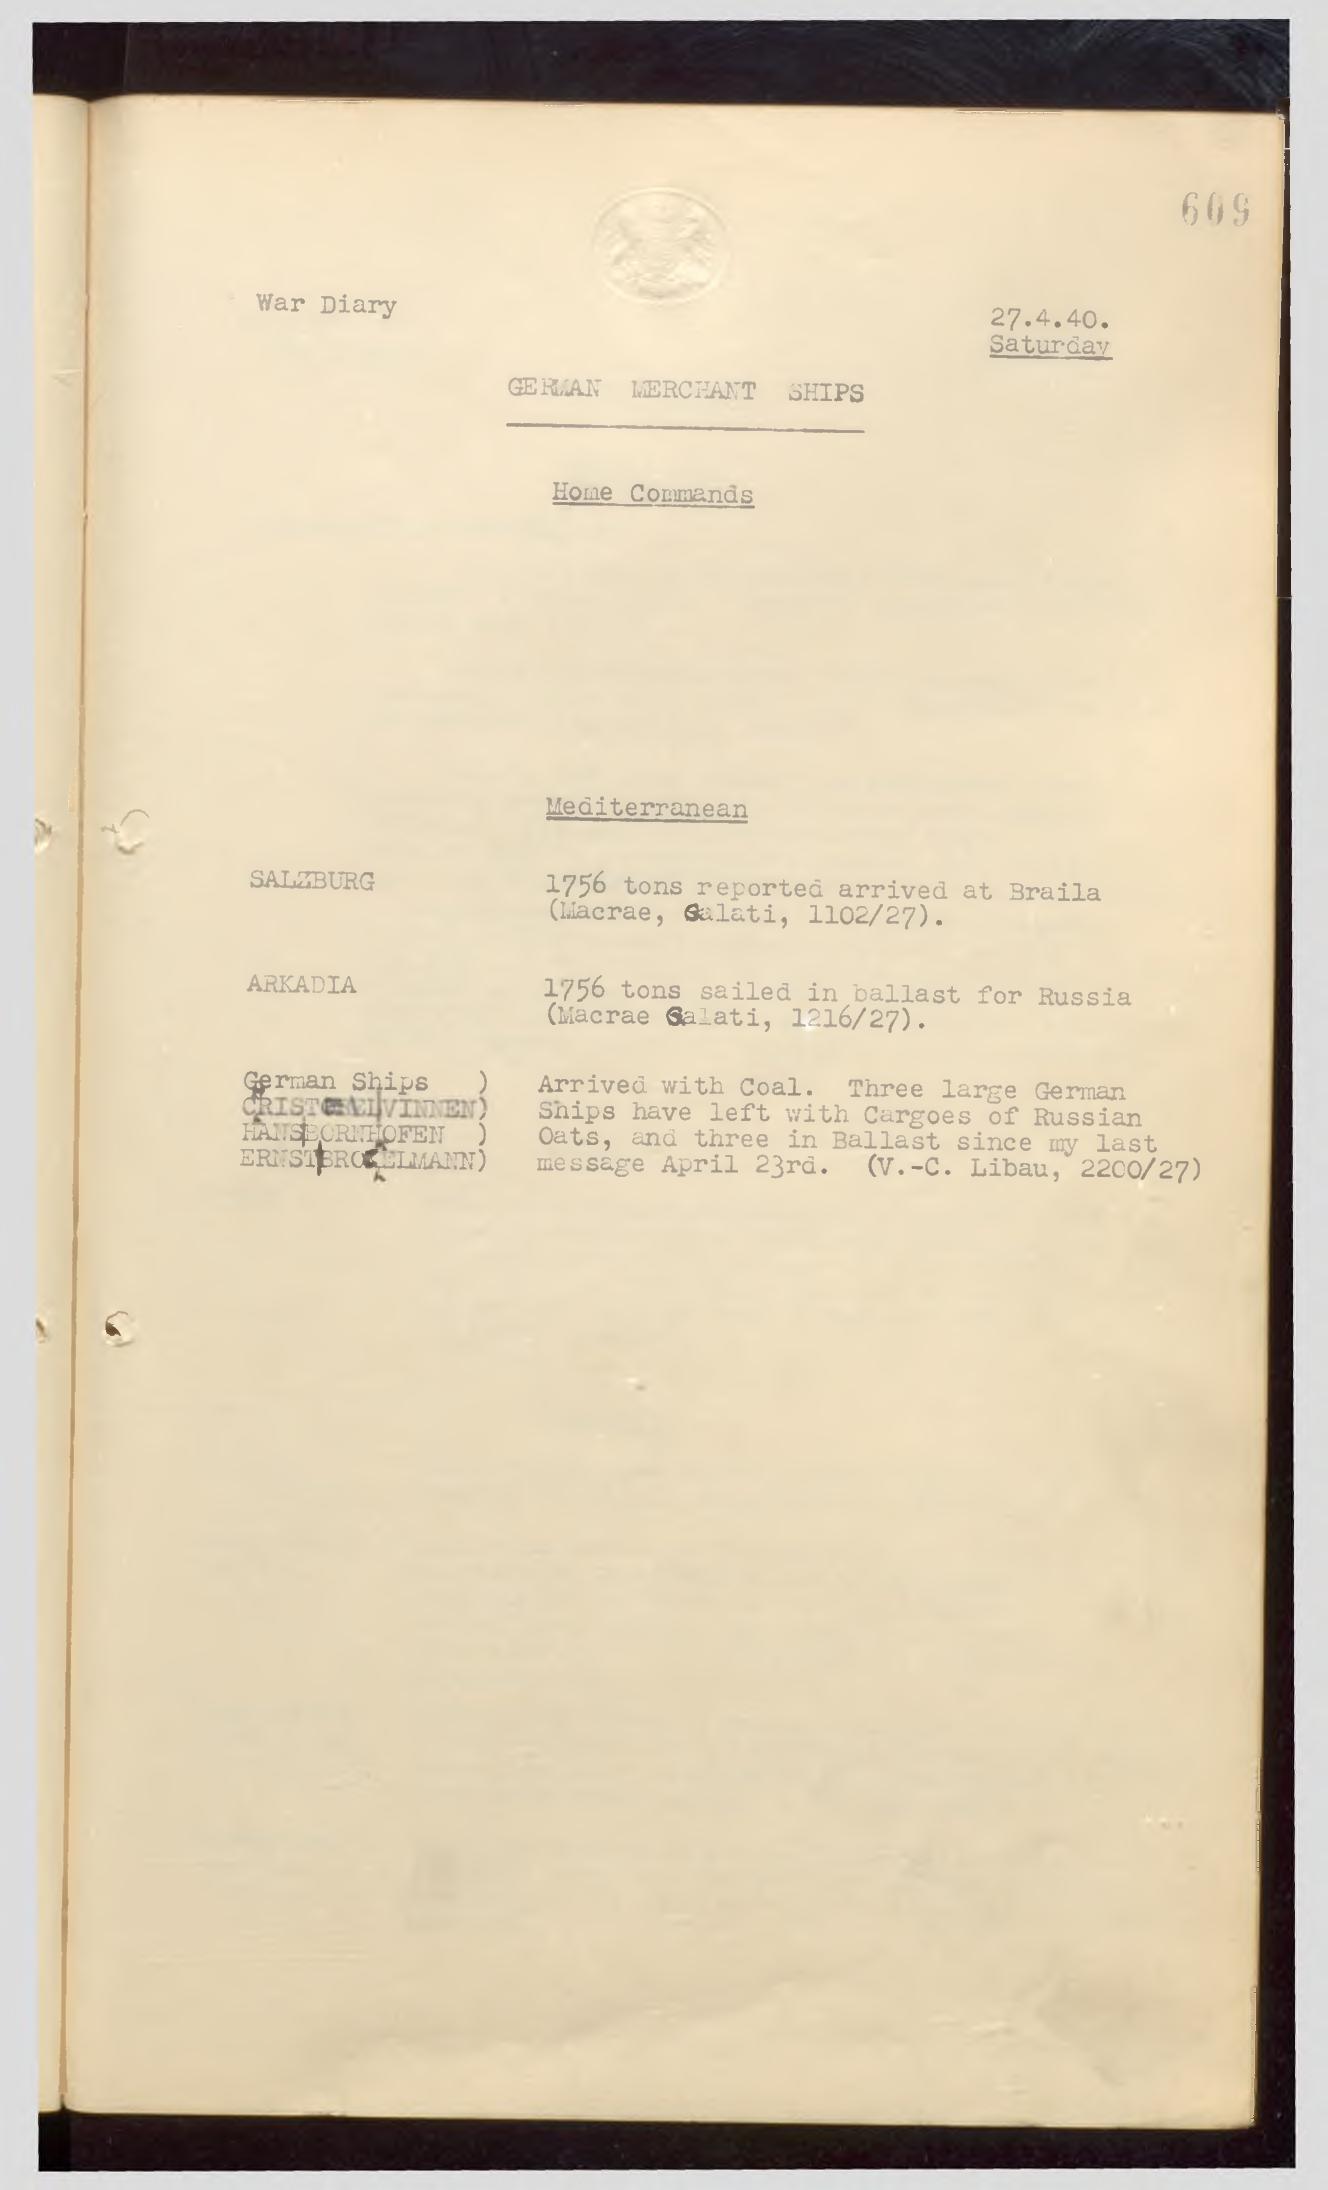 609
War Diary
27.4.40.
Saturday
GERMAN MERCHANT SHIPS
Home Commands
Mediterranean
SALZBURG 1756 tons reported arrived at Braila
(Macrae, Galati, 1102/27).
ARKADIA 1756 tons sailed in ballast for Russia
(Macrae Galati, 1216/27).
German Ships ) Arrived with Coal. Three large German
VINNEN) Ships have left with Cargoes of Russian
HANS BORNHOFEN ) Oats, and three in Ballast since my last
ERNST BROCKELMANN) message April 23rd. (V.-C. Libau, 2200/27)